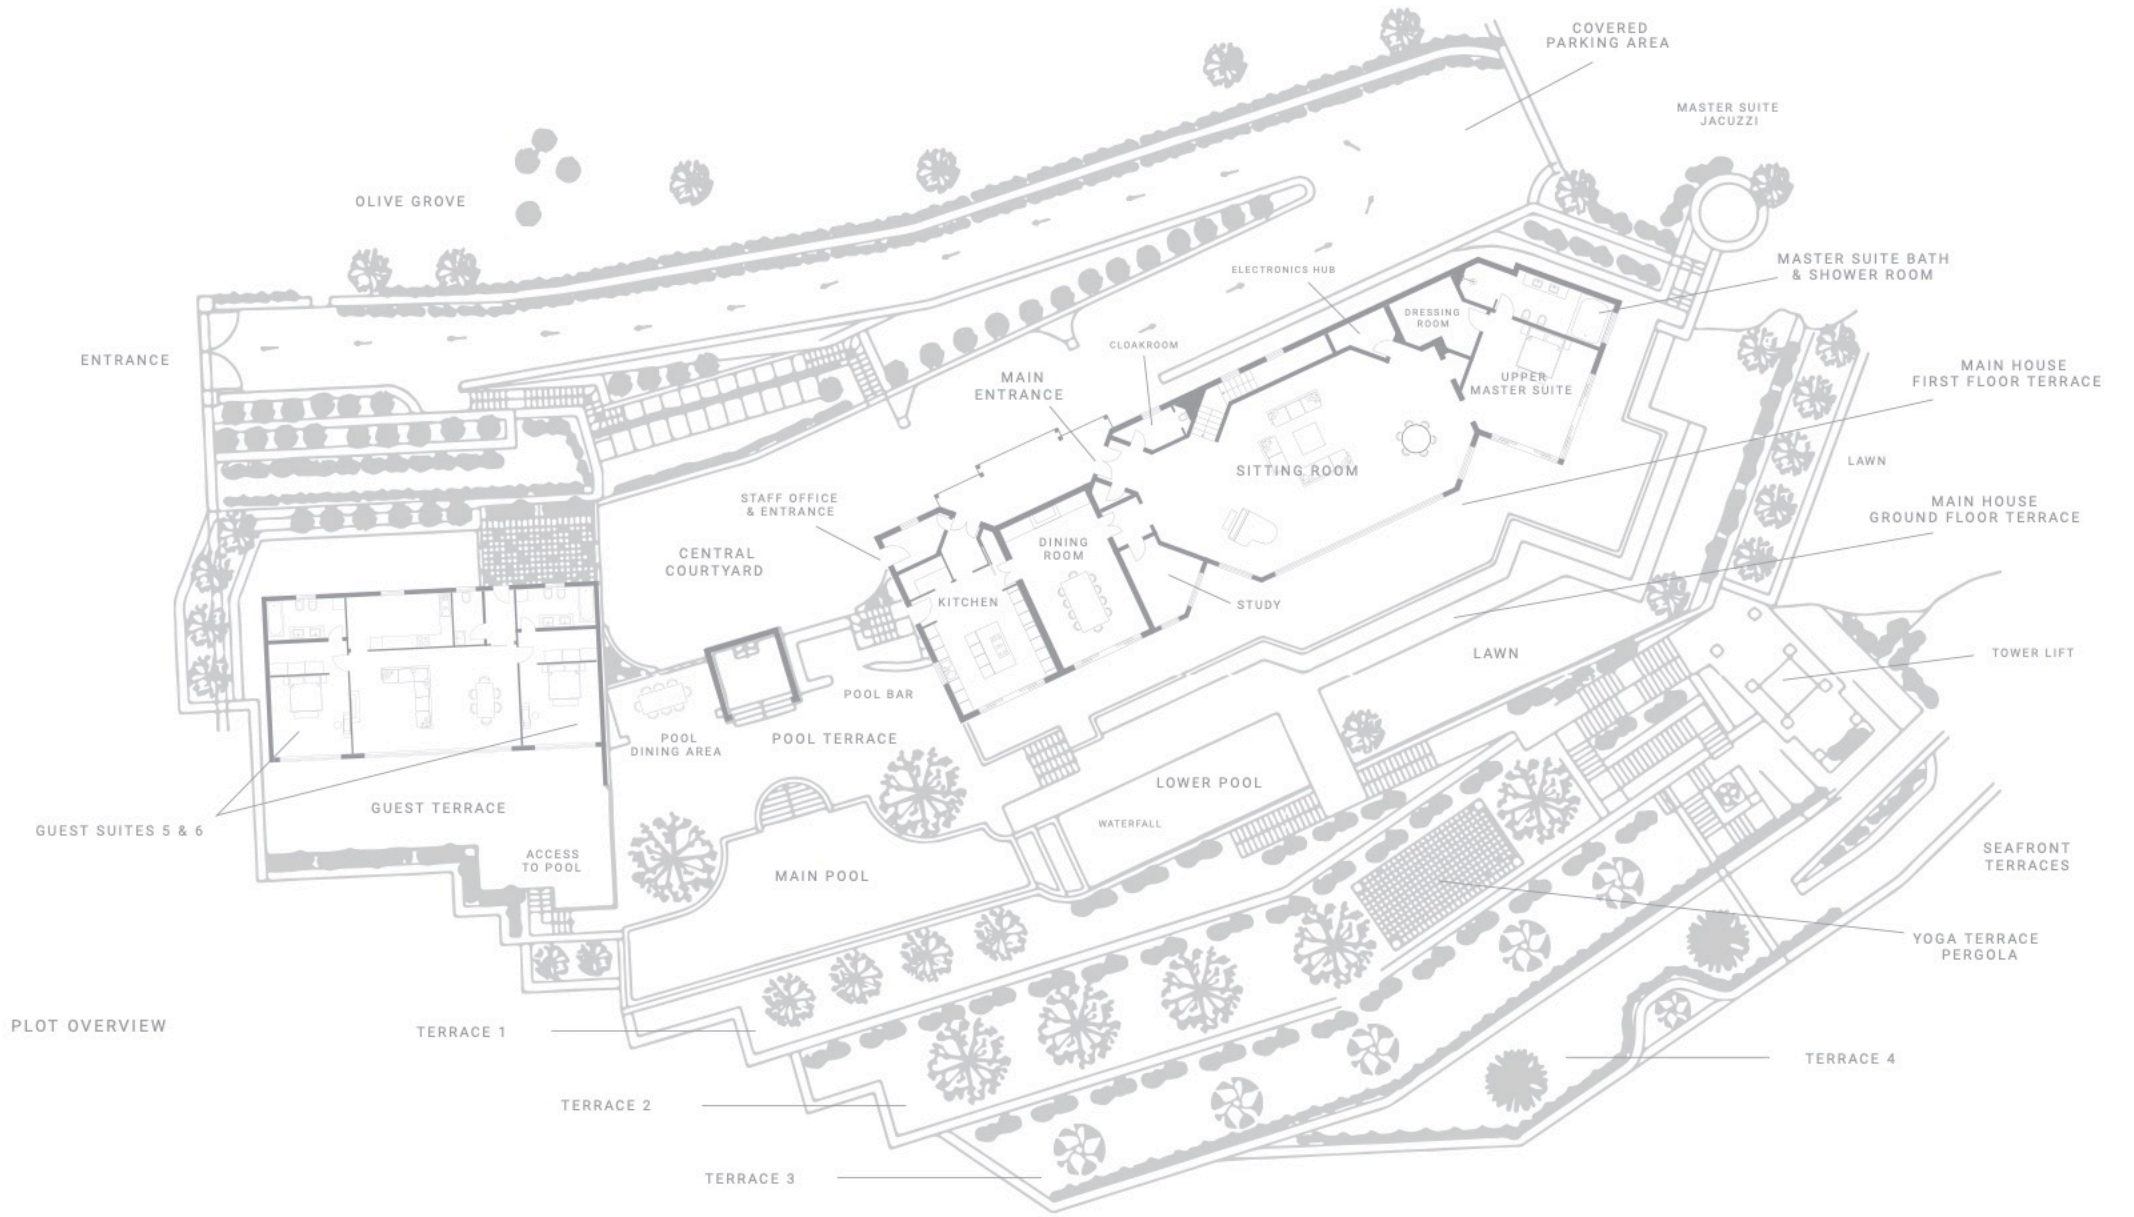 COVERED
PARKING AREA
MASTER SUITE
JACUZZI
OLIVE GROVE
MASTER SUITE BATH
& SHOWER ROOM
ELECTRONICS HUB
DRESSING
ROOM
CLOAKROOM
ENTRANCE
MAIN
ENTRANCE
UPPER
MASTER SUITE
MAIN HOUSE
FIRST FLOOR TERRACE
SITTING ROOM
LAWN
STAFF OFFICE
& ENTRANCE
MAIN HOUSE
GROUND FLOOR TERRACE
CENTRAL
COURTYARD
DINING
ROOM
KITCHEN
STUDY
LAWN
TOWER LIFT
POOL BAR
POOL
DINING AREA
POOL TERRACE
LOWER POOL
GUEST TERRACE
GUEST SUITES 5 & 6
WATERFALL
ACCESS
TO POOL
MAIN POOL
SEAFRONT
TERRACES
YOGA TERRACE
PERGOLA
PLOT OVERVIEW
TERRACE 1
TERRACE 4
TERRACE 2
TERRACE 3